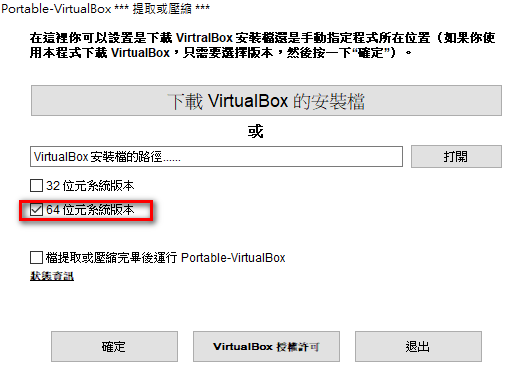 Portable-VirtualBox *** 提取或壓縮 ***
在這裡你可以設置是下載 VirtralBox 安裝檔還是手動指定程式所在位置（如果你使
用本程式下載 VirtualBox，只需要選擇版本，然後按一下“確定”）。
下載 VirtualBox 的安裝檔
或
VirtualBox 安裝檔的路徑......
打開
32 位元系統版本
64 位元系統版本
檔提取或壓縮完畢後運行 Portable-VirtualBox
狀態資訊
確定
VirtualBox 授權許可
退出